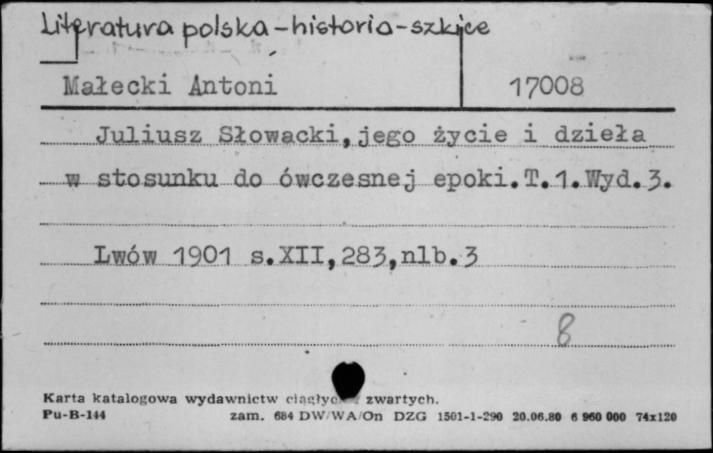 Literatura polska - historia - szkice
Małecki Antoni 17008
Juliusz Słowacki, jego życie i dzieła
w stosunku do ówczesnej epoki. T. 1. Wyd. 3.
Lwów 1901 s. XII, 283, nlb. 3
8
Karta katalogowa wydawnictw zwartych.
Pu-B-144 zam. 684 DW/WA/On DZG 1501-1-290 20.06.80 6 960 000 74x120